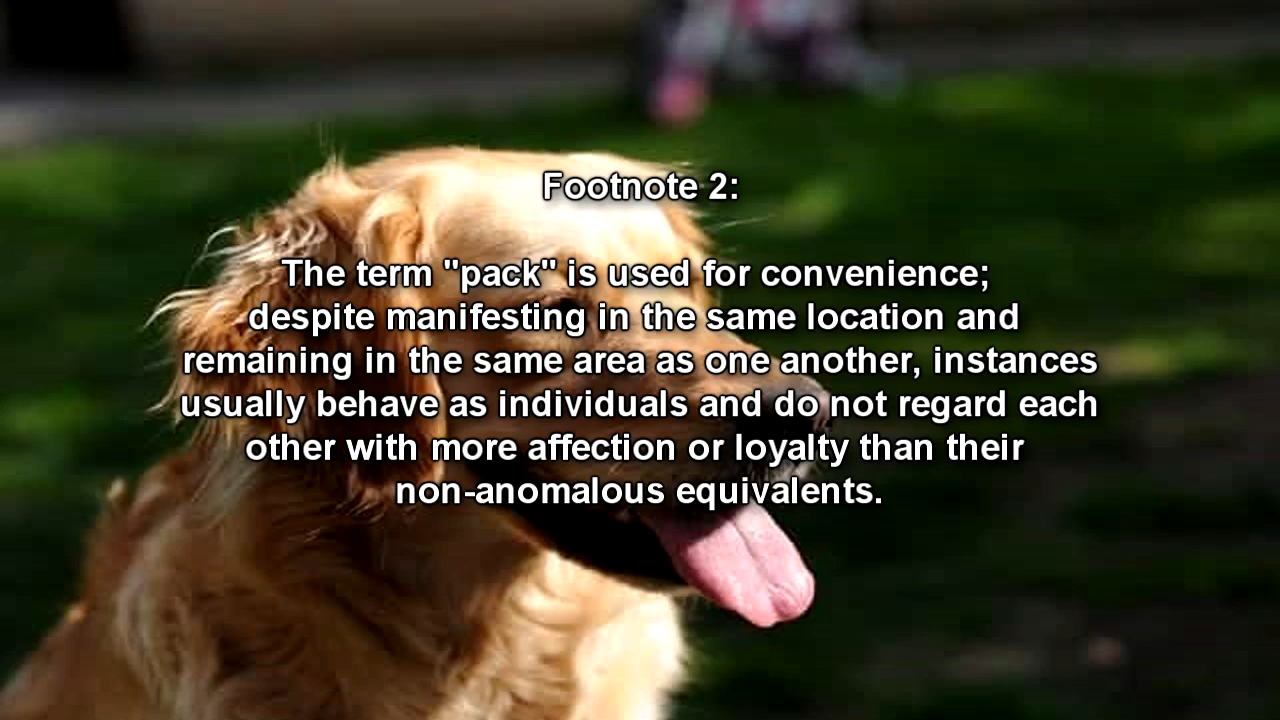 Footnote 2:
The term "pack" is used for convenience;
despite manifesting in the same location and
remaining in the same area as one another, instances
usually behave as individuals and do not regard each
other with more affection or loyalty than their
non-anomalous equivalents.